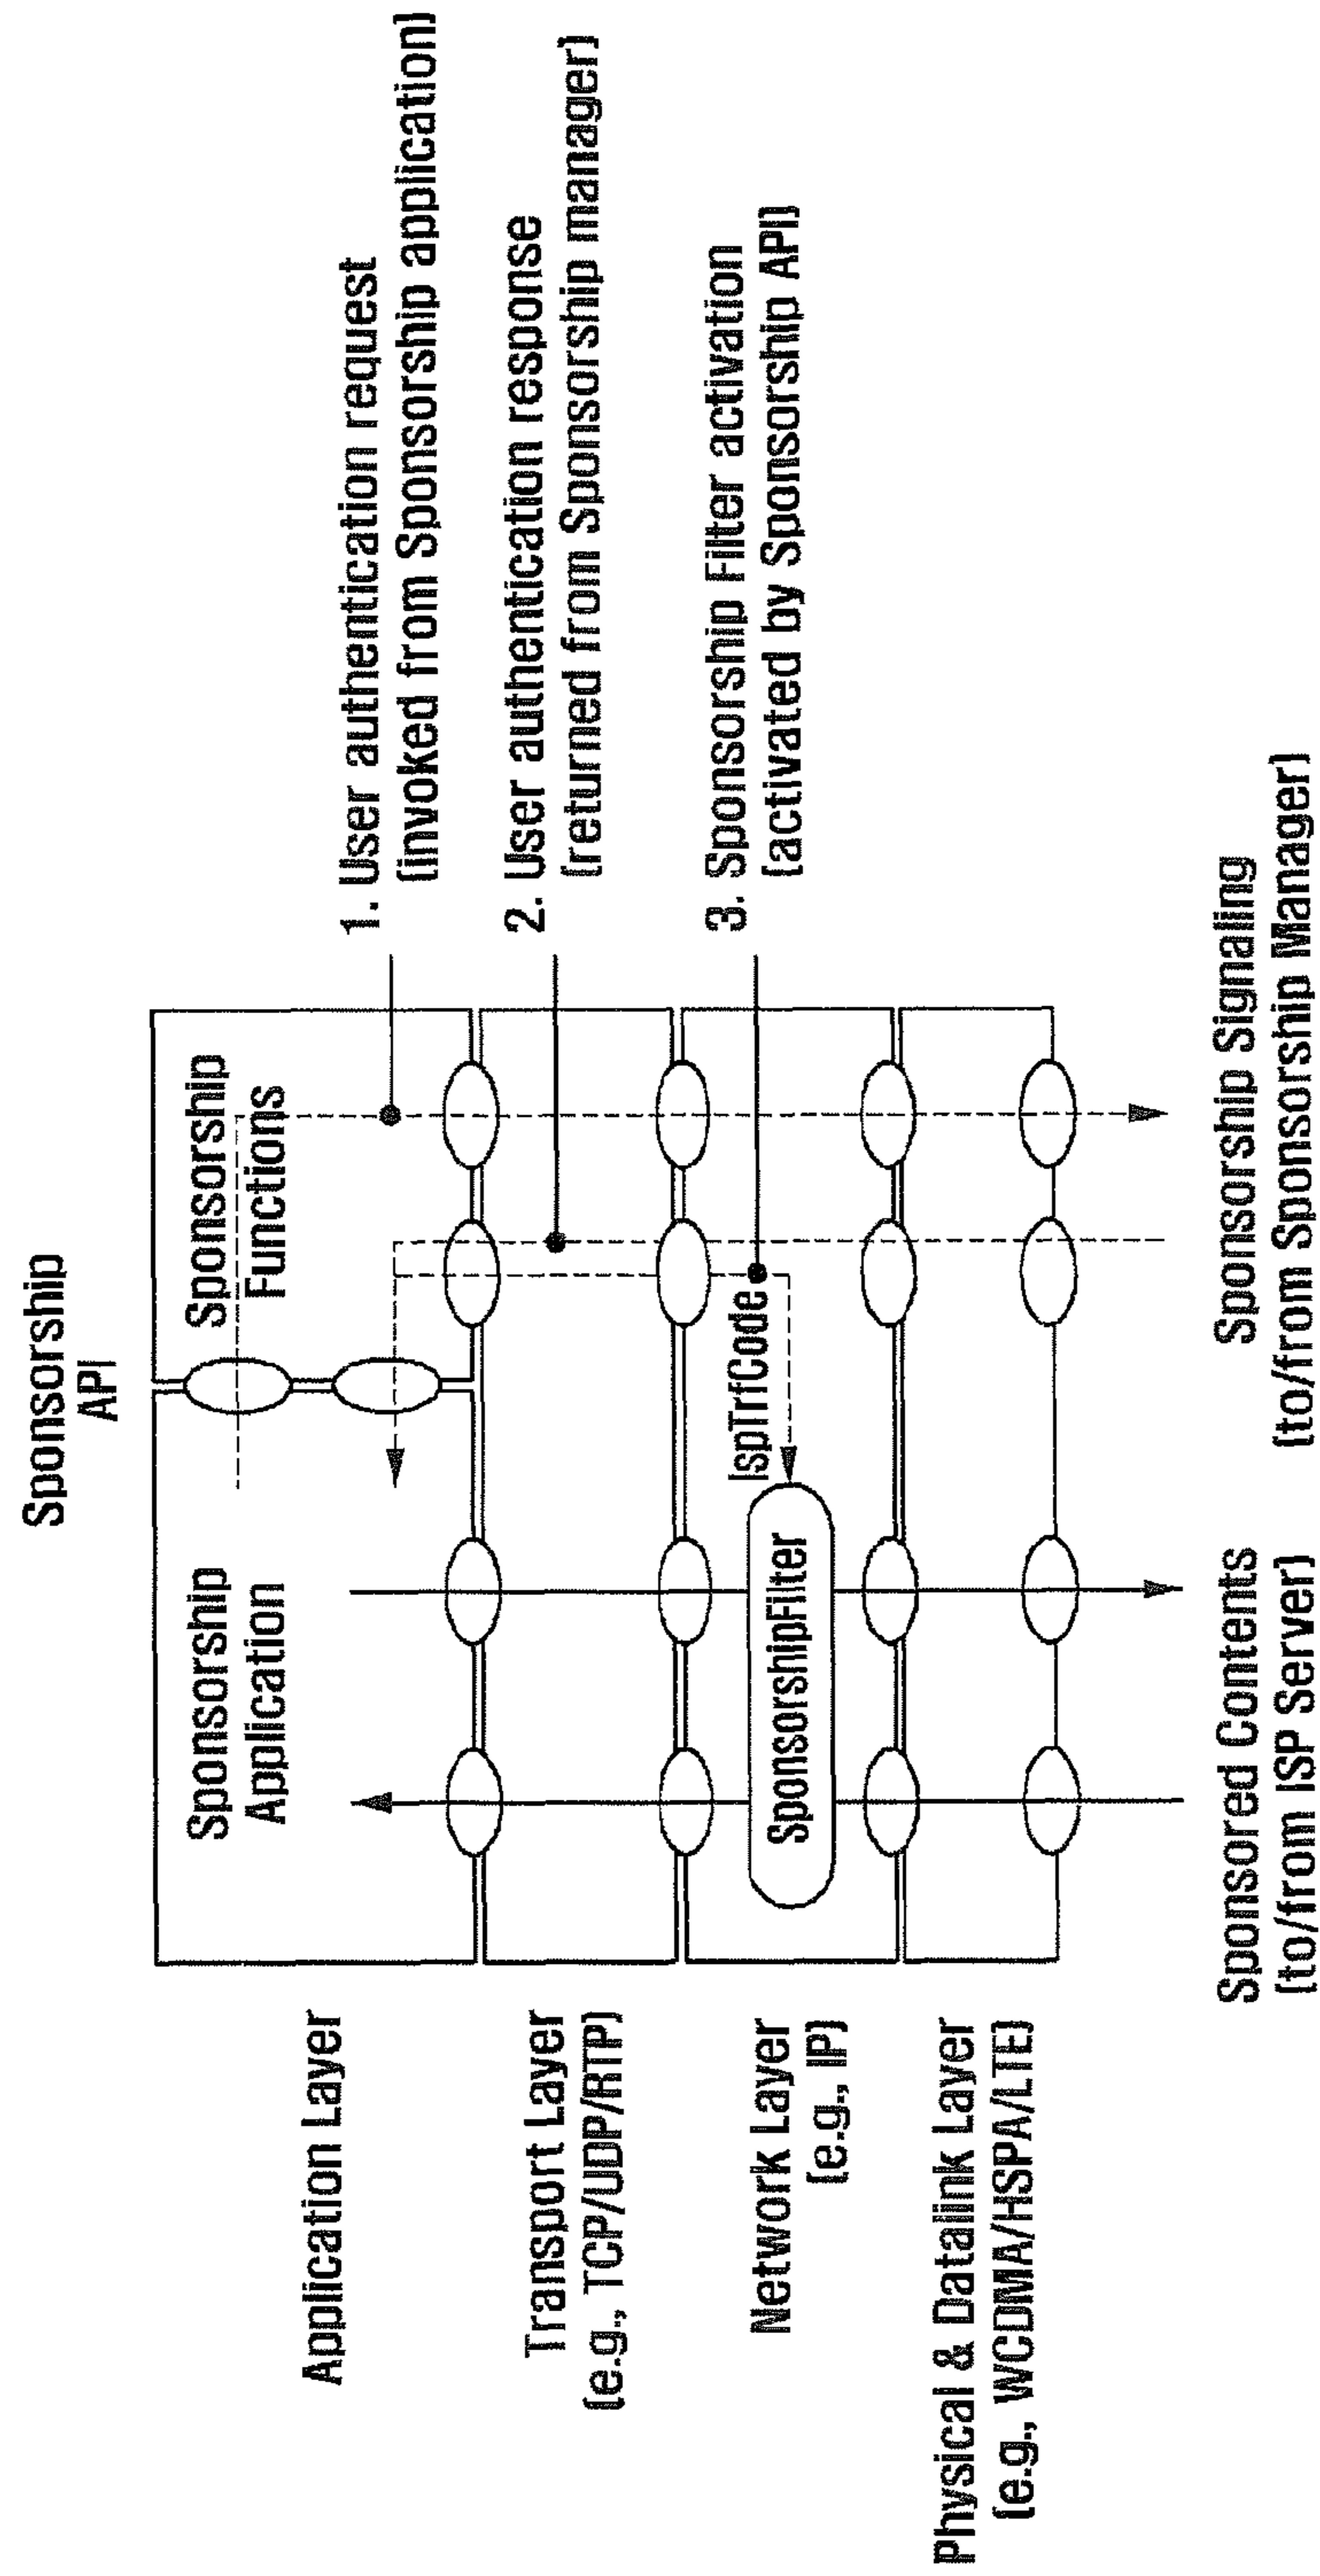 Sponsorship
API
Application Layer
Sponsorship
Application
Sponsorship
Functions
1. User authentication request
(invoked from Sponsorship application)
Transport Layer
(e.g., TCP/UDP/RTP)
2. User authentication response
(returned from Sponsorship manager)
Network Layer
(e.g., IP)
SponsorshipFilter
(spTrfCode)
3. Sponsorship Filter activation
(activated by Sponsorship API)
Physical & Datalink Layer
(e.g., WCDMA/HSPA/LTE)
Sponsored Contents
(to/from ISP Server)
Sponsorship Signaling
(to/from Sponsorship Manager)